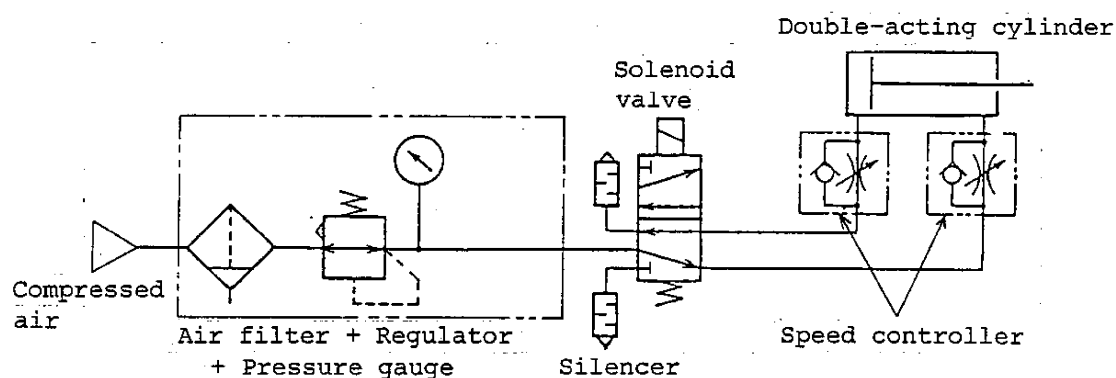 Double-acting cylinder
Solenoid
valve
Compressed
air
Air filter + Regulator
+ Pressure gauge
Silencer
Speed controller